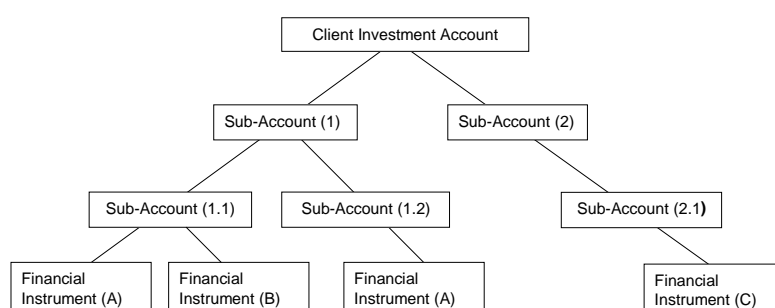 Client Investment Account
Sub-Account (1)
Sub-Account (2)
Sub-Account (1.1)
Sub-Account (1.2)
Sub-Account (2.1)
Financial
Instrument (A)
Financial
Instrument (B)
Financial
Instrument (A)
Financial
Instrument (C)